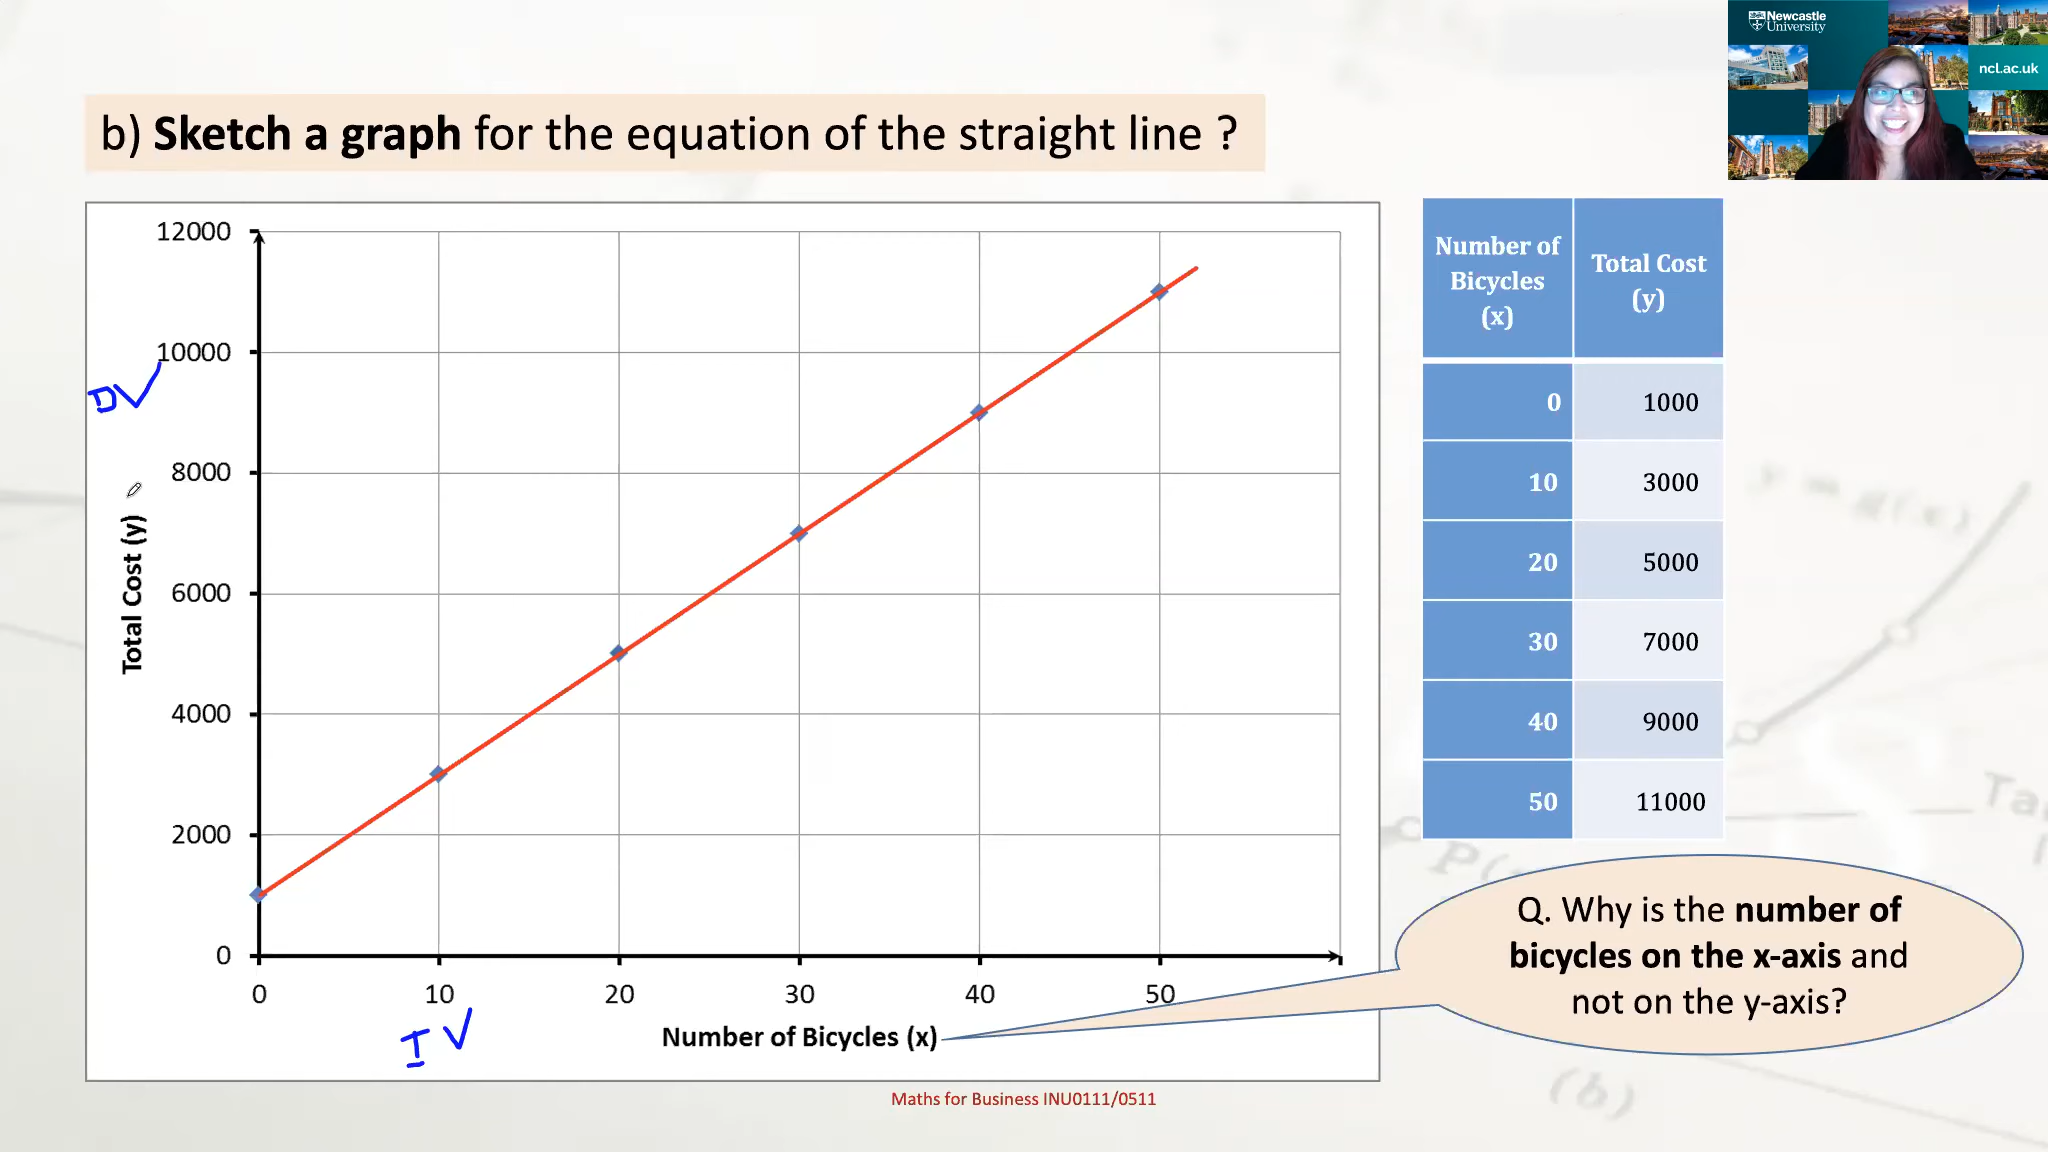 Newcastle
University
ncl.ac.uk
b) Sketch a graph for the equation of the straight line ?
12000
10000
8000
6000
4000
2000
0
DV
Total Cost (y)
0 10 20 30 40 50
IV
Number of Bicycles (x)
Number of
Bicycles
(x)
Total Cost
(y)
0 1000
10 3000
20 5000
30 7000
40 9000
50 11000
Q. Why is the number of
bicycles on the x-axis and
not on the y-axis?
Maths for Business INU0111/0511
y = g(x)
(b)